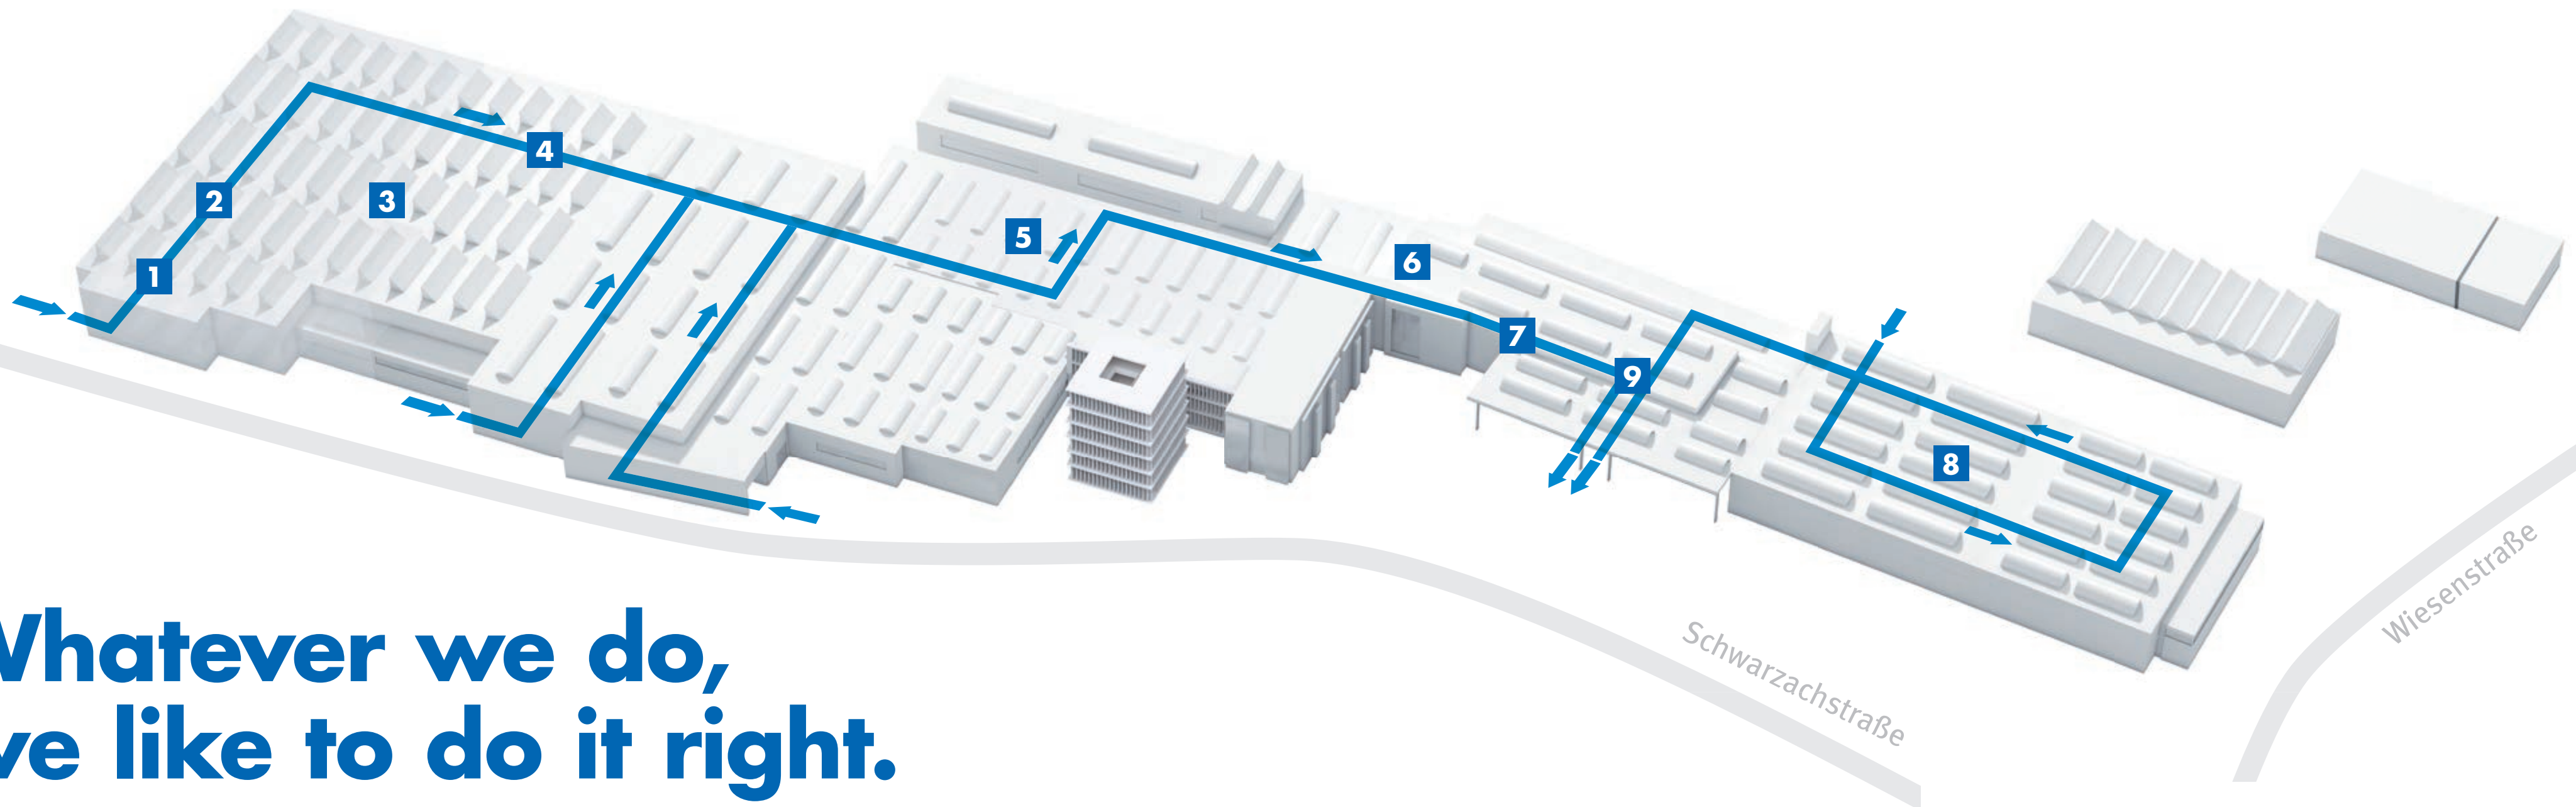 1
2
3
4
5
6
7
8
9
Schwarzachstraße
Wiesenstraße
Whatever we do,
we like to do it right.